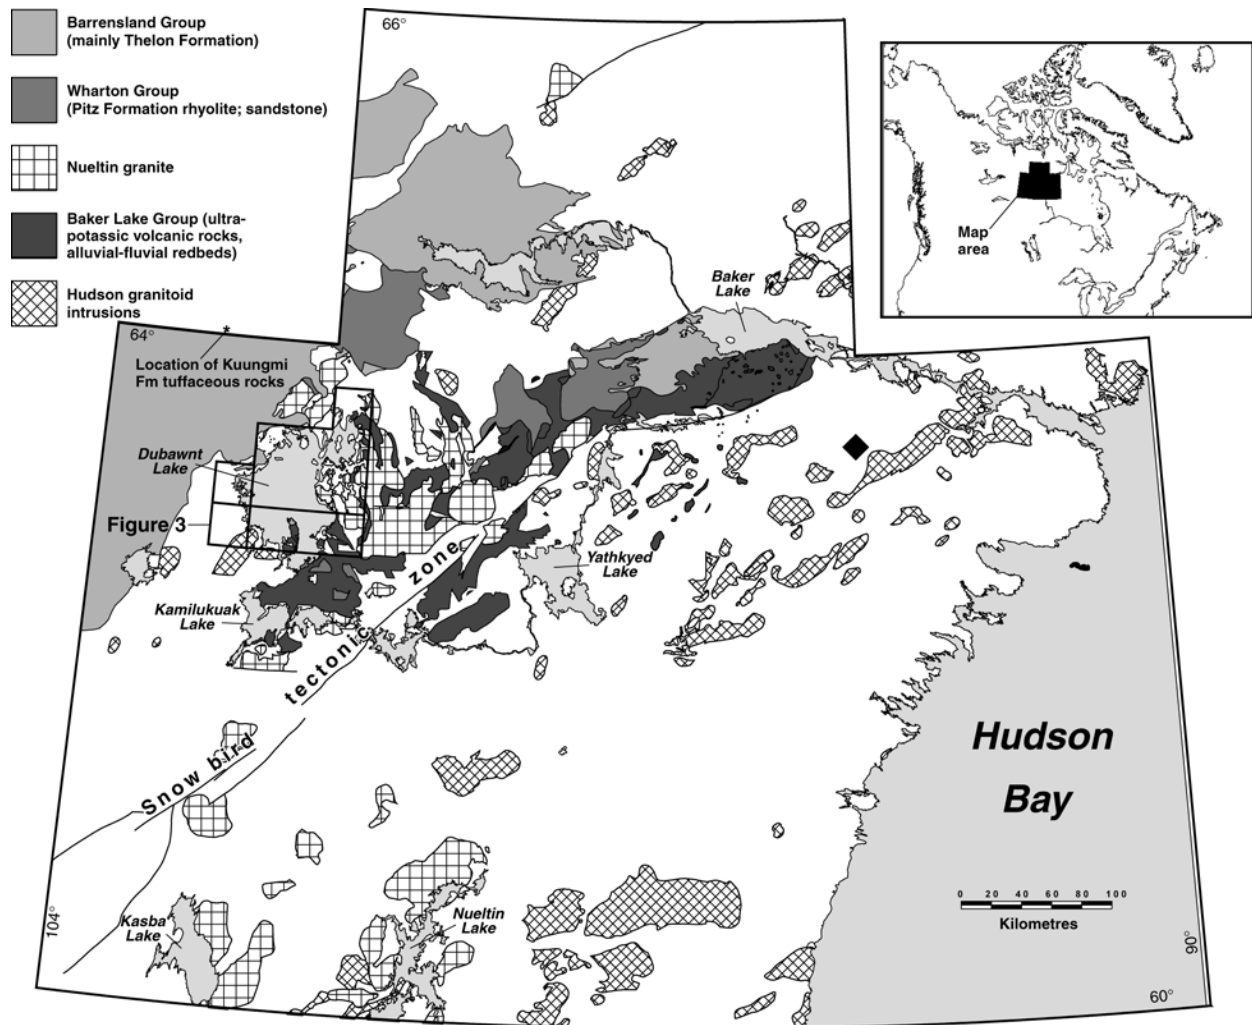 Barrensland Group
(mainly Thelon Formation)
Wharton Group
(Pitz Formation rhyolite; sandstone)
Nueltin granite
Baker Lake Group (ultra-
potassic volcanic rocks,
alluvial-fluvial redbeds)
Hudson granitoid
intrusions
66°
Map
area
Baker
Lake
64°
*
Location of Kuungmi
Fm tuffaceous rocks
Dubawnt
Lake
Figure 3
Yathkyed
Lake
Kamilukuak
Lake
Snow bird tectonic zone
Hudson
Bay
0 20 40 60 80 100
Kilometres
Kasba
Lake
Nueltin
Lake
104°
90°
60°